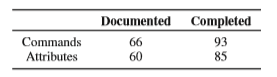 Documented Completed
Commands 66 93
Attributes 60 85